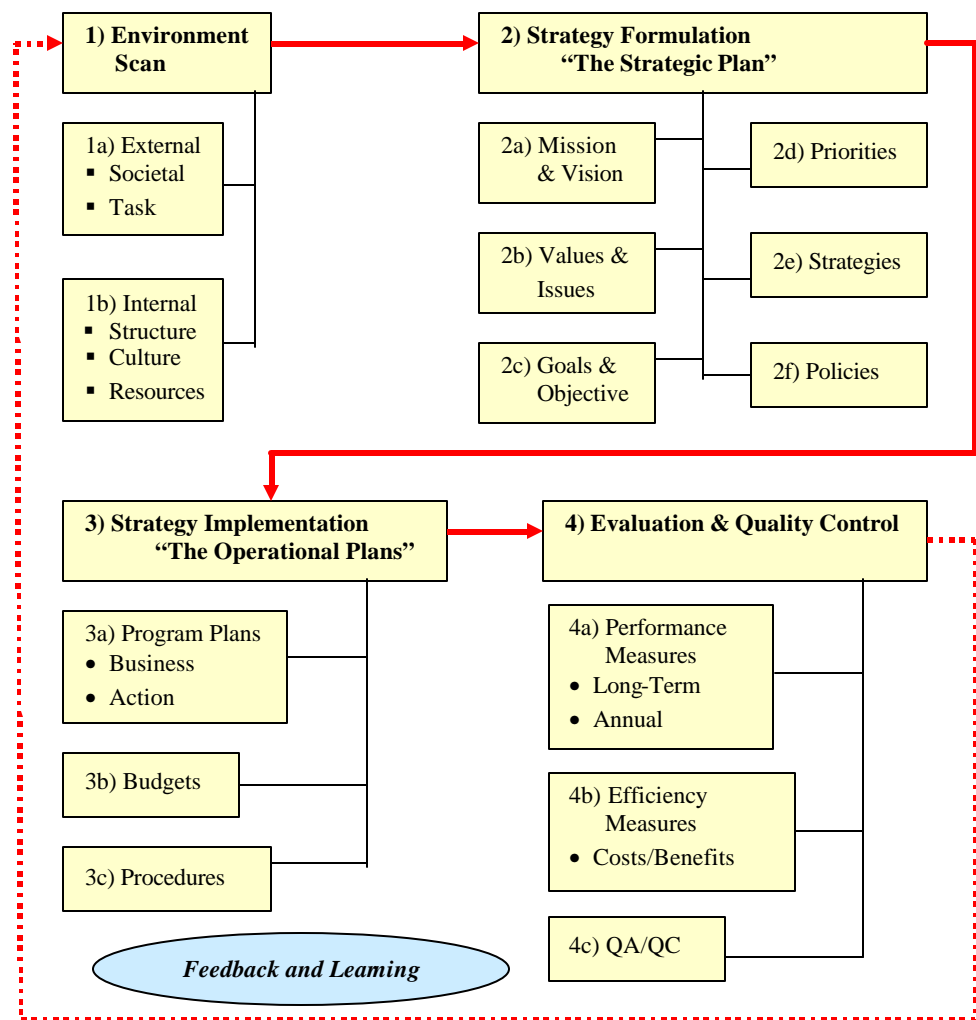 1) Environment
Scan
1a) External
▪ Societal
▪ Task
1b) Internal
▪ Structure
▪ Culture
▪ Resources
2) Strategy Formulation
“The Strategic Plan”
2a) Mission
& Vision
2b) Values &
Issues
2c) Goals &
Objective
2d) Priorities
2e) Strategies
2f) Policies
3) Strategy Implementation
“The Operational Plans”
3a) Program Plans
• Business
• Action
3b) Budgets
3c) Procedures
4) Evaluation & Quality Control
4a) Performance
Measures
• Long-Term
• Annual
4b) Efficiency
Measures
• Costs/Benefits
4c) QA/QC
Feedback and Learning